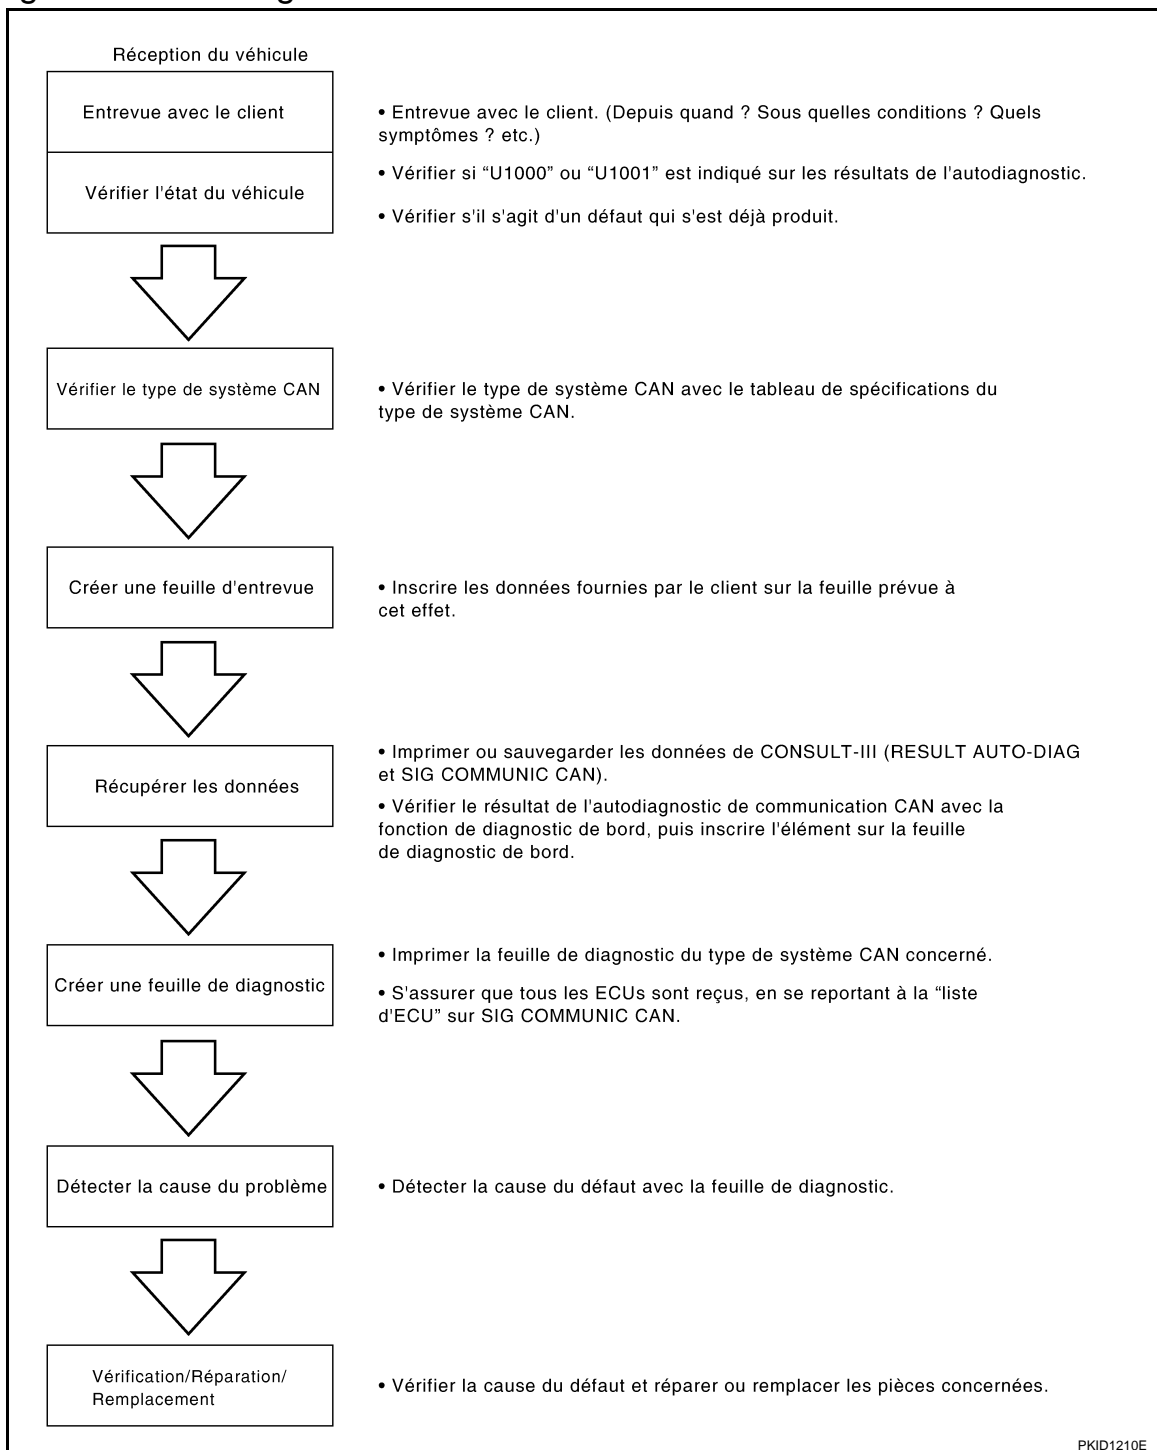 Réception du véhicule
Entrevue avec le client
• Entrevue avec le client. (Depuis quand ? Sous quelles conditions ? Quels
symptômes ? etc.)
Vérifier l'état du véhicule
• Vérifier si “U1000” ou “U1001” est indiqué sur les résultats de l'autodiagnostic.
• Vérifier s'il s'agit d'un défaut qui s'est déjà produit.
Vérifier le type de système CAN
• Vérifier le type de système CAN avec le tableau de spécifications du
type de système CAN.
Créer une feuille d'entrevue
• Inscrire les données fournies par le client sur la feuille prévue à
cet effet.
Récupérer les données
• Imprimer ou sauvegarder les données de CONSULT-III (RESULT AUTO-DIAG
et SIG COMMUNIC CAN).
• Vérifier le résultat de l'autodiagnostic de communication CAN avec la
fonction de diagnostic de bord, puis inscrire l'élément sur la feuille
de diagnostic de bord.
Créer une feuille de diagnostic
• Imprimer la feuille de diagnostic du type de système CAN concerné.
• S'assurer que tous les ECUs sont reçus, en se reportant à la “liste
d'ECU” sur SIG COMMUNIC CAN.
Détecter la cause du problème
• Détecter la cause du défaut avec la feuille de diagnostic.
Vérification/Réparation/
Remplacement
• Vérifier la cause du défaut et réparer ou remplacer les pièces concernées.
PKID1210E